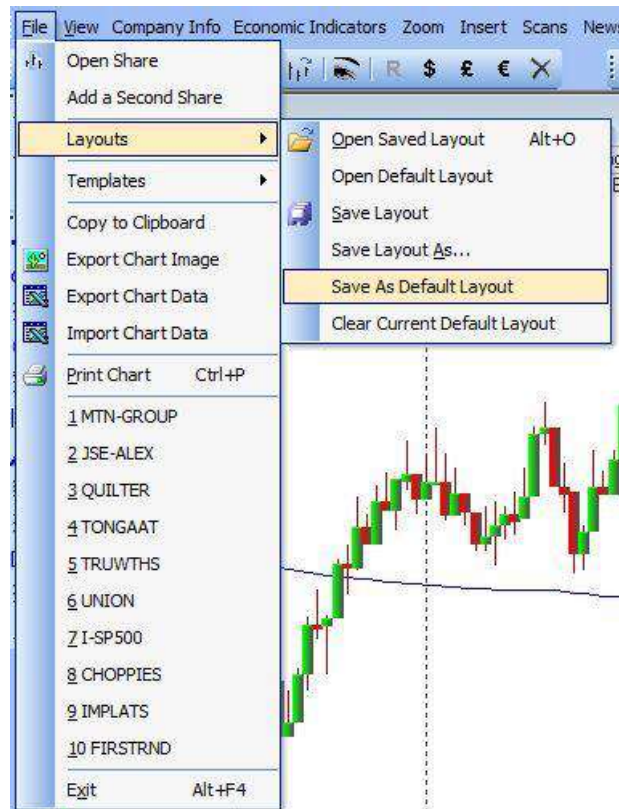 File View Company Info Economic Indicators Zoom Insert Scans News
Open Share
R $ £ €
Add a Second Share
Layouts
Open Saved Layout Alt+O
Open Default Layout
Templates
Save Layout
Copy to Clipboard
Save Layout As...
Export Chart Image
Save As Default Layout
Export Chart Data
Clear Current Default Layout
Import Chart Data
Print Chart Ctrl+P
1 MTN-GROUP
2 JSE-ALEX
3 QUILTER
4 TONGAAT
5 TRUWTHS
6 UNION
7 I-SP500
8 CHOPPIES
9 IMPLATS
10 FIRSTRND
Exit Alt+F4